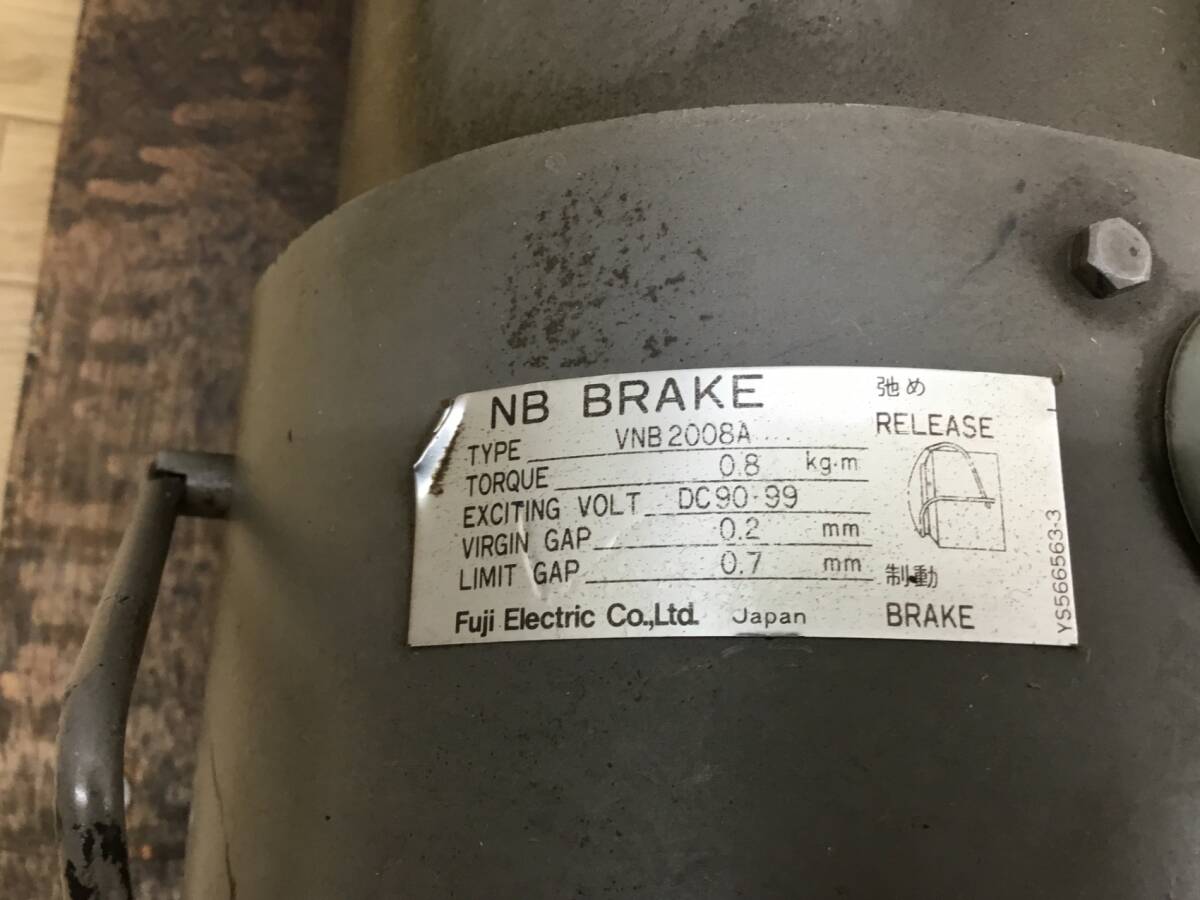 NB BRAKE
TYPE VNB2008A
TORQUE 0.8 kg·m
EXCITING VOLT DC90-99
VIRGIN GAP 0.2 mm
LIMIT GAP 0.7 mm
Fuji Electric Co.,Ltd. Japan
弛め
RELEASE
制動
BRAKE
YS566563-3